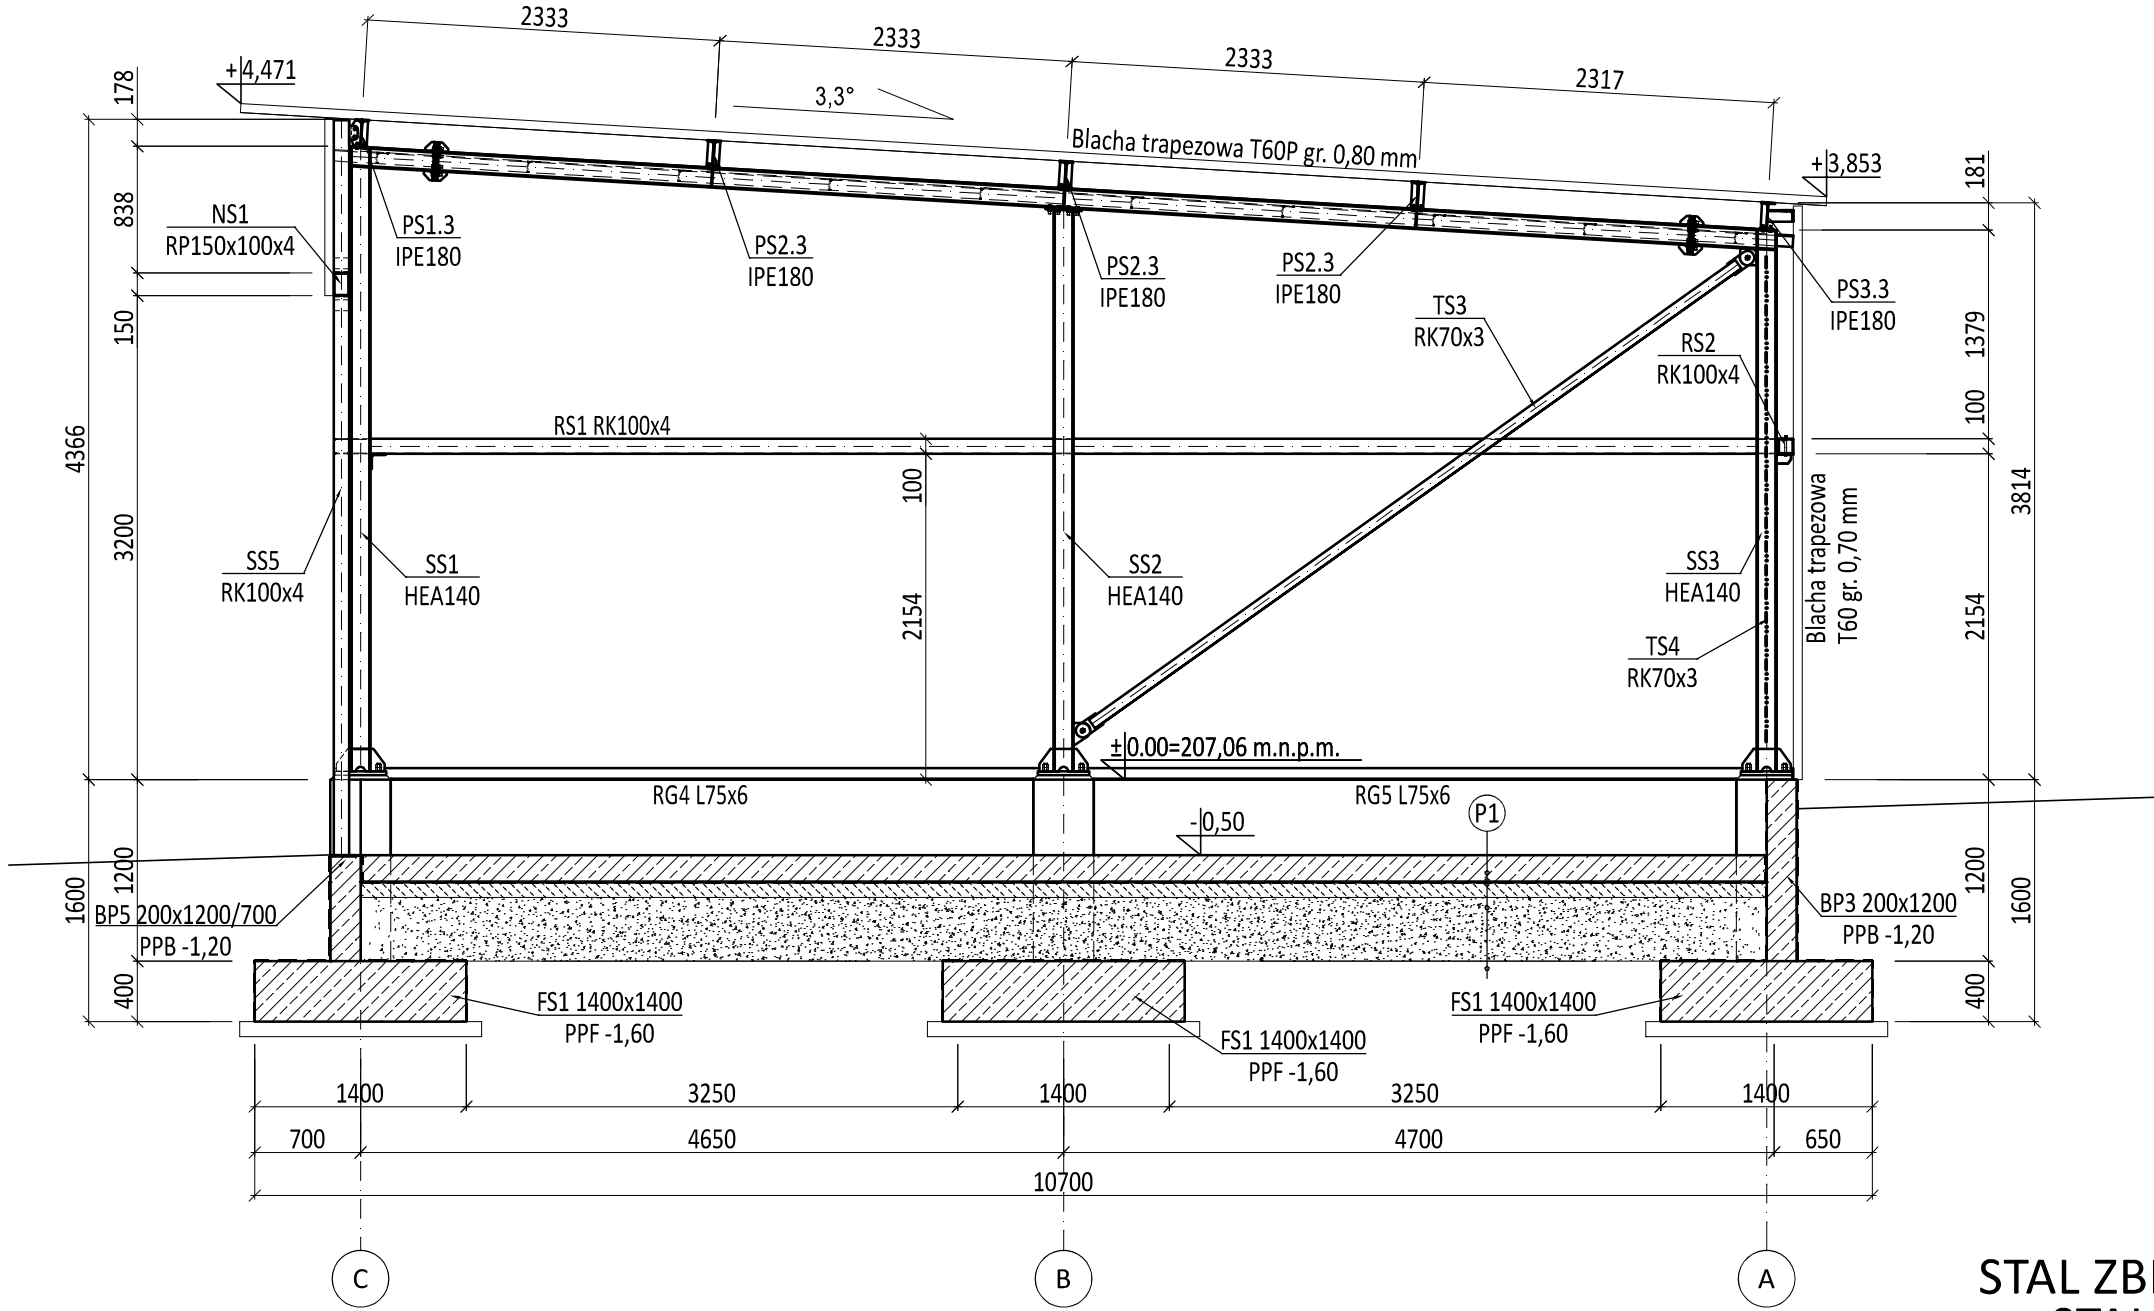 2333
2333
2333
2317
+4,471
3,3°
Blacha trapezowa T60P gr. 0,80 mm
+3,853
178
838
150
3200
4366
1200
1600
400
NS1
RP150x100x4
PS1.3
IPE180
PS2.3
IPE180
PS2.3
IPE180
PS2.3
IPE180
PS3.3
IPE180
TS3
RK70x3
RS2
RK100x4
RS1 RK100x4
100
2154
181
1379
100
2154
3814
1200
1600
400
SS5
RK100x4
SS1
HEA140
SS2
HEA140
SS3
HEA140
TS4
RK70x3
Blacha trapezowa
T60 gr. 0,70 mm
±0.00=207,06 m.n.p.m.
RG4 L75x6
RG5 L75x6
-0,50
P1
BP5 200x1200/700
PPB -1,20
BP3 200x1200
PPB -1,20
FS1 1400x1400
PPF -1,60
FS1 1400x1400
PPF -1,60
FS1 1400x1400
PPF -1,60
1400
3250
1400
3250
1400
700
4650
4700
650
10700
C
B
A
STAL ZB